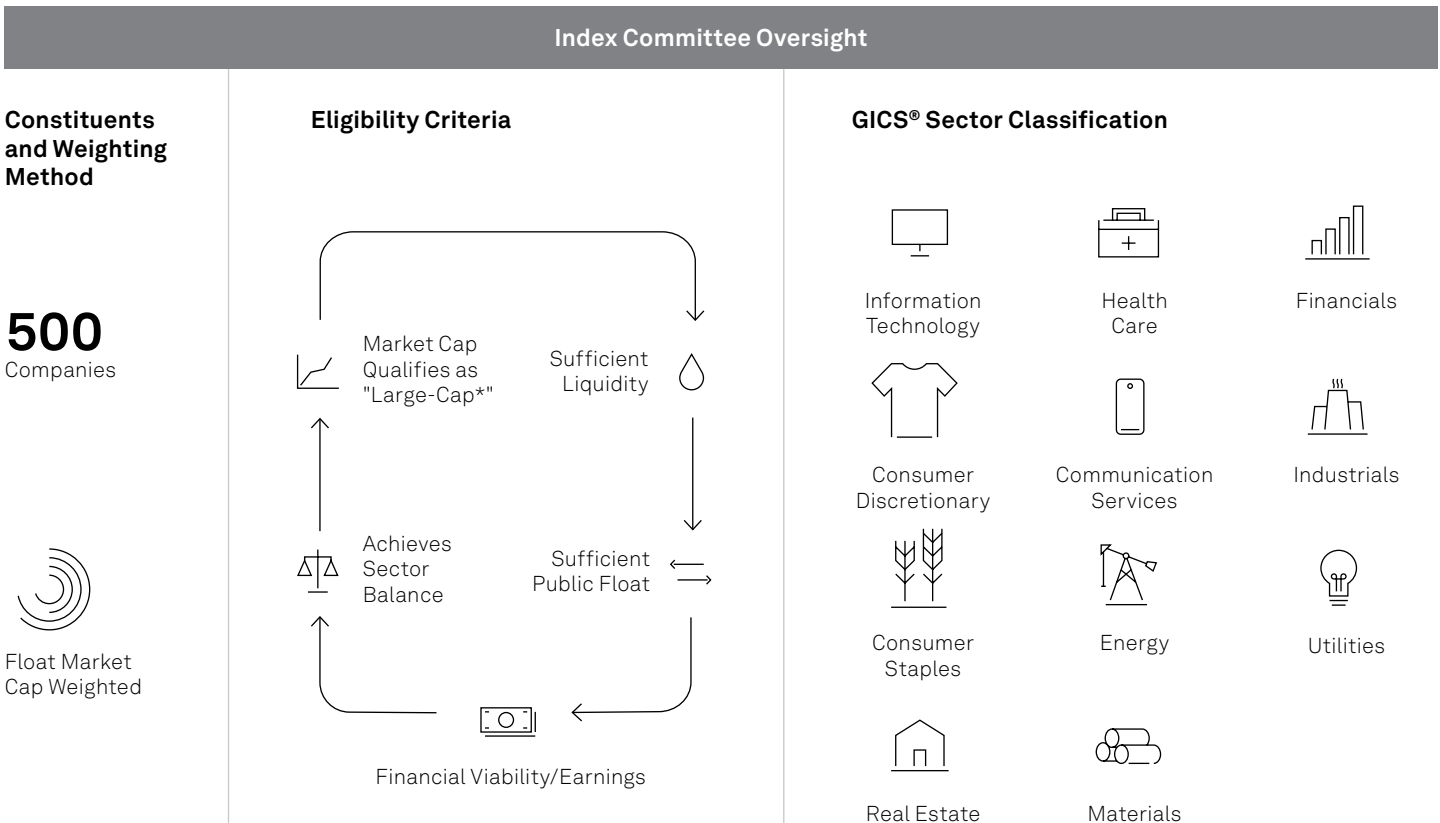 Index Committee Oversight
Constituents
and Weighting
Method
500
Companies
Float Market
Cap Weighted
Eligibility Criteria
Market Cap
Qualifies as
"Large-Cap*"
Sufficient
Liquidity
Achieves
Sector
Balance
Sufficient
Public Float
Financial Viability/Earnings
GICS® Sector Classification
Information
Technology
Health
Care
Financials
Consumer
Discretionary
Communication
Services
Industrials
Consumer
Staples
Energy
Utilities
Real Estate
Materials